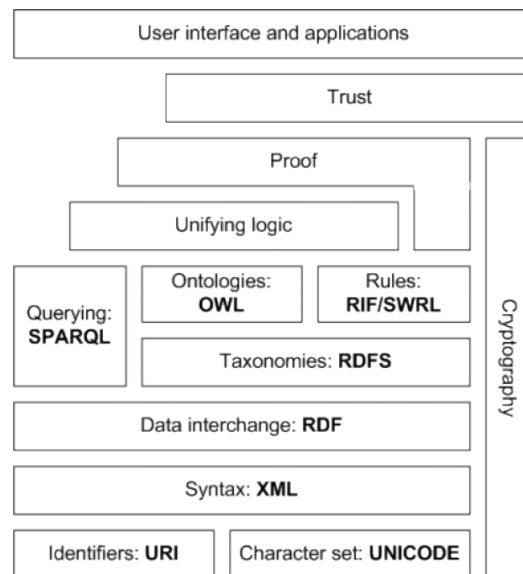 User interface and applications
Trust
Proof
Unifying logic
Querying:
SPARQL
Ontologies:
OWL
Rules:
RIF/SWRL
Taxonomies: RDFS
Cryptography
Data interchange: RDF
Syntax: XML
Identifiers: URI
Character set: UNICODE